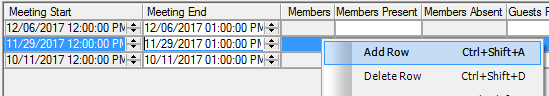 Meeting Start Meeting End Members Members Present Members Absent Guests
12/06/2017 12:00:00 PM 12/06/2017 01:00:00 PM
11/29/2017 12:00:00 PM 11/29/2017 01:00:00 PM
Add Row Ctrl+Shift+A
10/11/2017 12:00:00 PM 10/11/2017 01:00:00 PM
Delete Row Ctrl+Shift+D